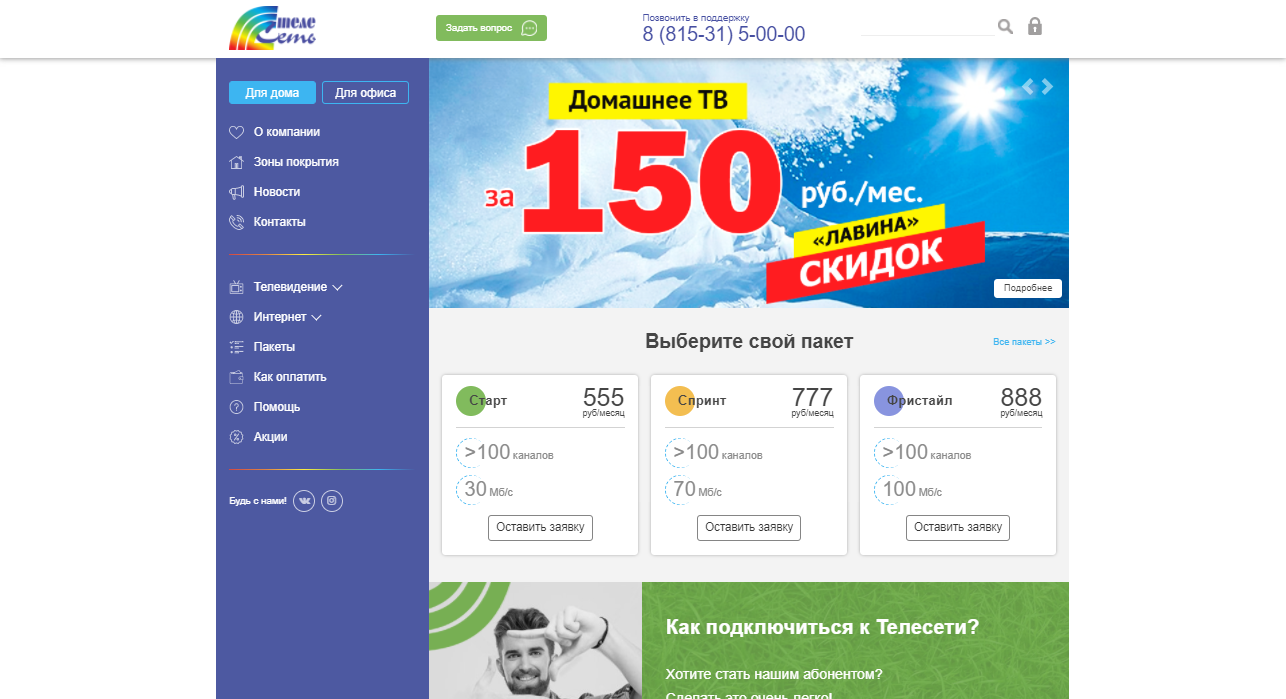 теле
Сеть
Задать вопрос
Позвонить в поддержку
8 (815-31) 5-00-00
Для дома
Для офиса
О компании
Зоны покрытия
Новости
Контакты
Телевидение
Интернет
Пакеты
Как оплатить
Помощь
Акции
Будь с нами!
Домашнее ТВ
за 150 руб./мес.
«ЛАВИНА»
СКИДОК
Подробнее
Выберите свой пакет
Все пакеты >>
Старт
555
руб/месяц
>100 каналов
30 Мб/с
Оставить заявку
Спринт
777
руб/месяц
>100 каналов
70 Мб/с
Оставить заявку
Фристайл
888
руб/месяц
>100 каналов
100 Мб/с
Оставить заявку
Как подключиться к Телесети?
Хотите стать нашим абонентом?
Сделать это очень легко!